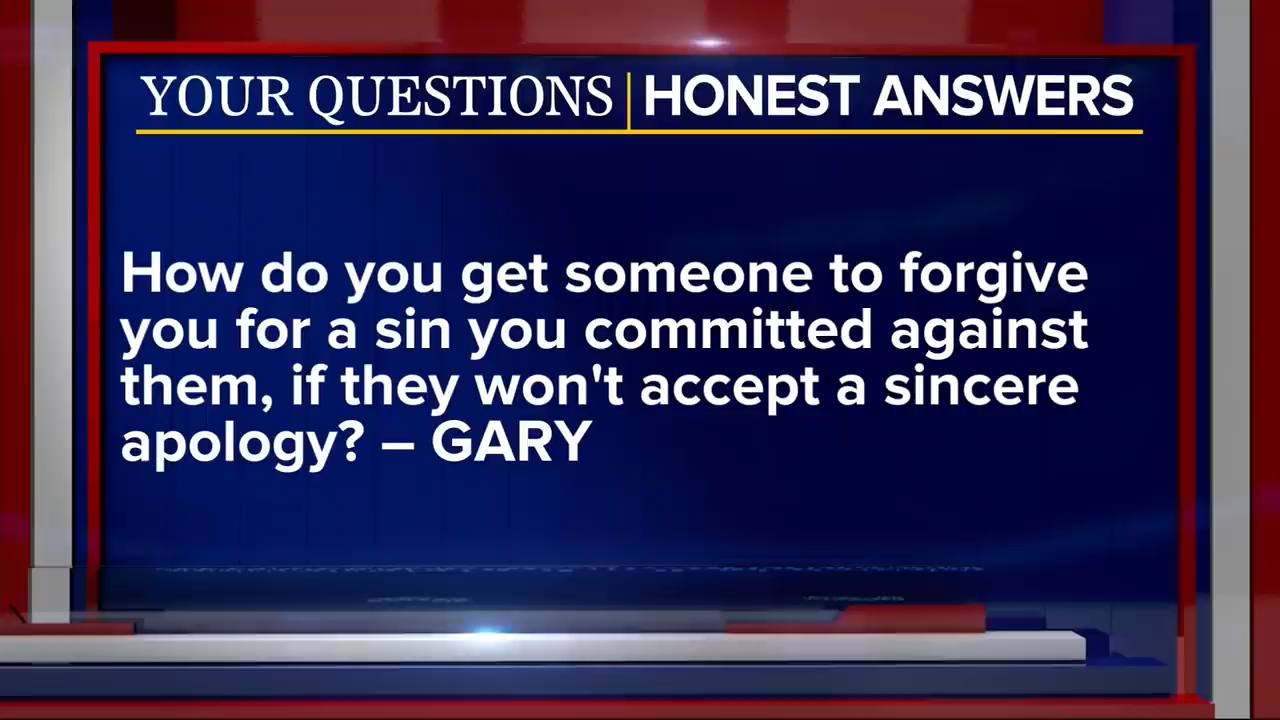 YOUR QUESTIONS | HONEST ANSWERS
How do you get someone to forgive
you for a sin you committed against
them, if they won't accept a sincere
apology? – GARY